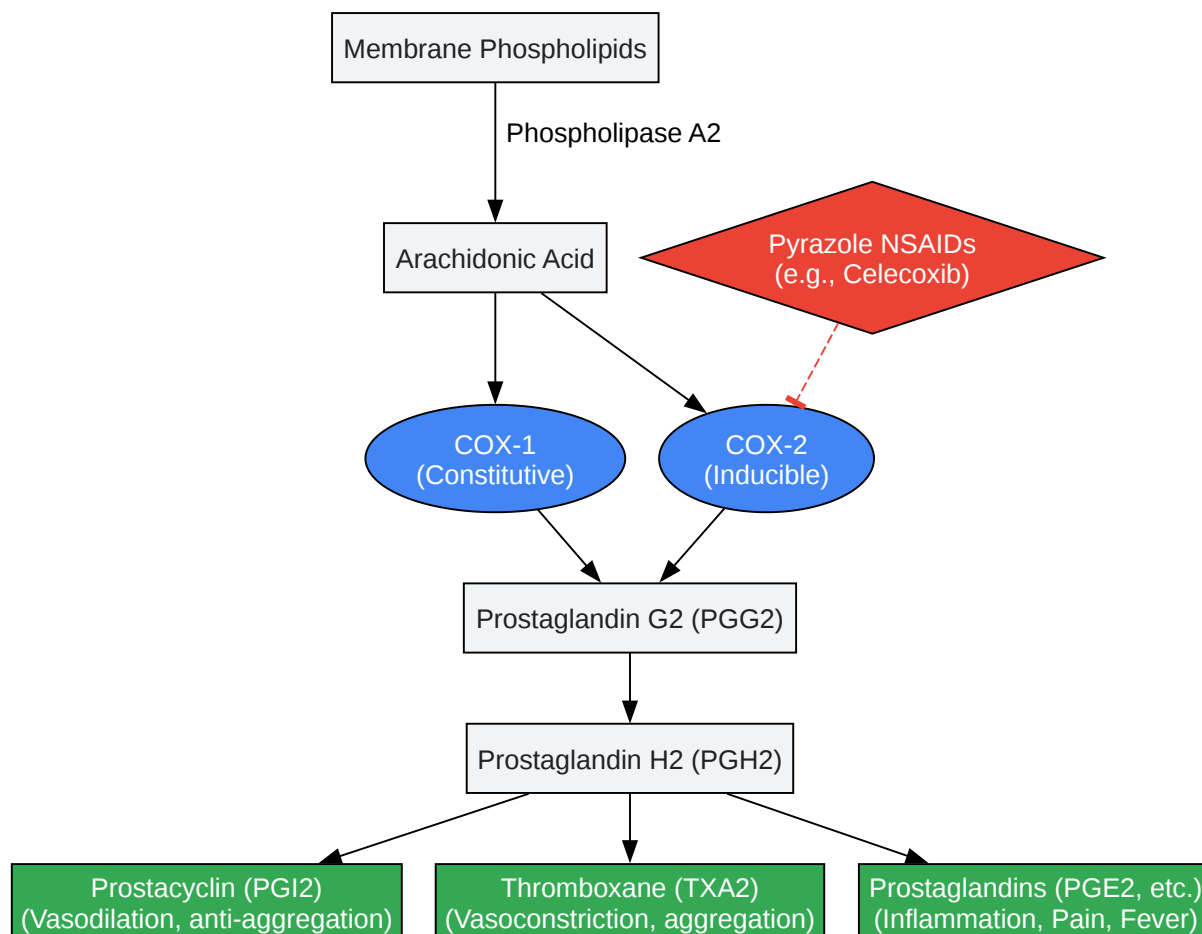 Membrane Phospholipids
Phospholipase A2
Arachidonic Acid
Pyrazole NSAIDs
(e.g., Celecoxib)
COX-1
(Constitutive)
COX-2
(Inducible)
Prostaglandin G2 (PGG2)
Prostaglandin H2 (PGH2)
Prostacyclin (PGI2)
(Vasodilation, anti-aggregation)
Thromboxane (TXA2)
(Vasoconstriction, aggregation)
Prostaglandins (PGE2, etc.)
(Inflammation, Pain, Fever)